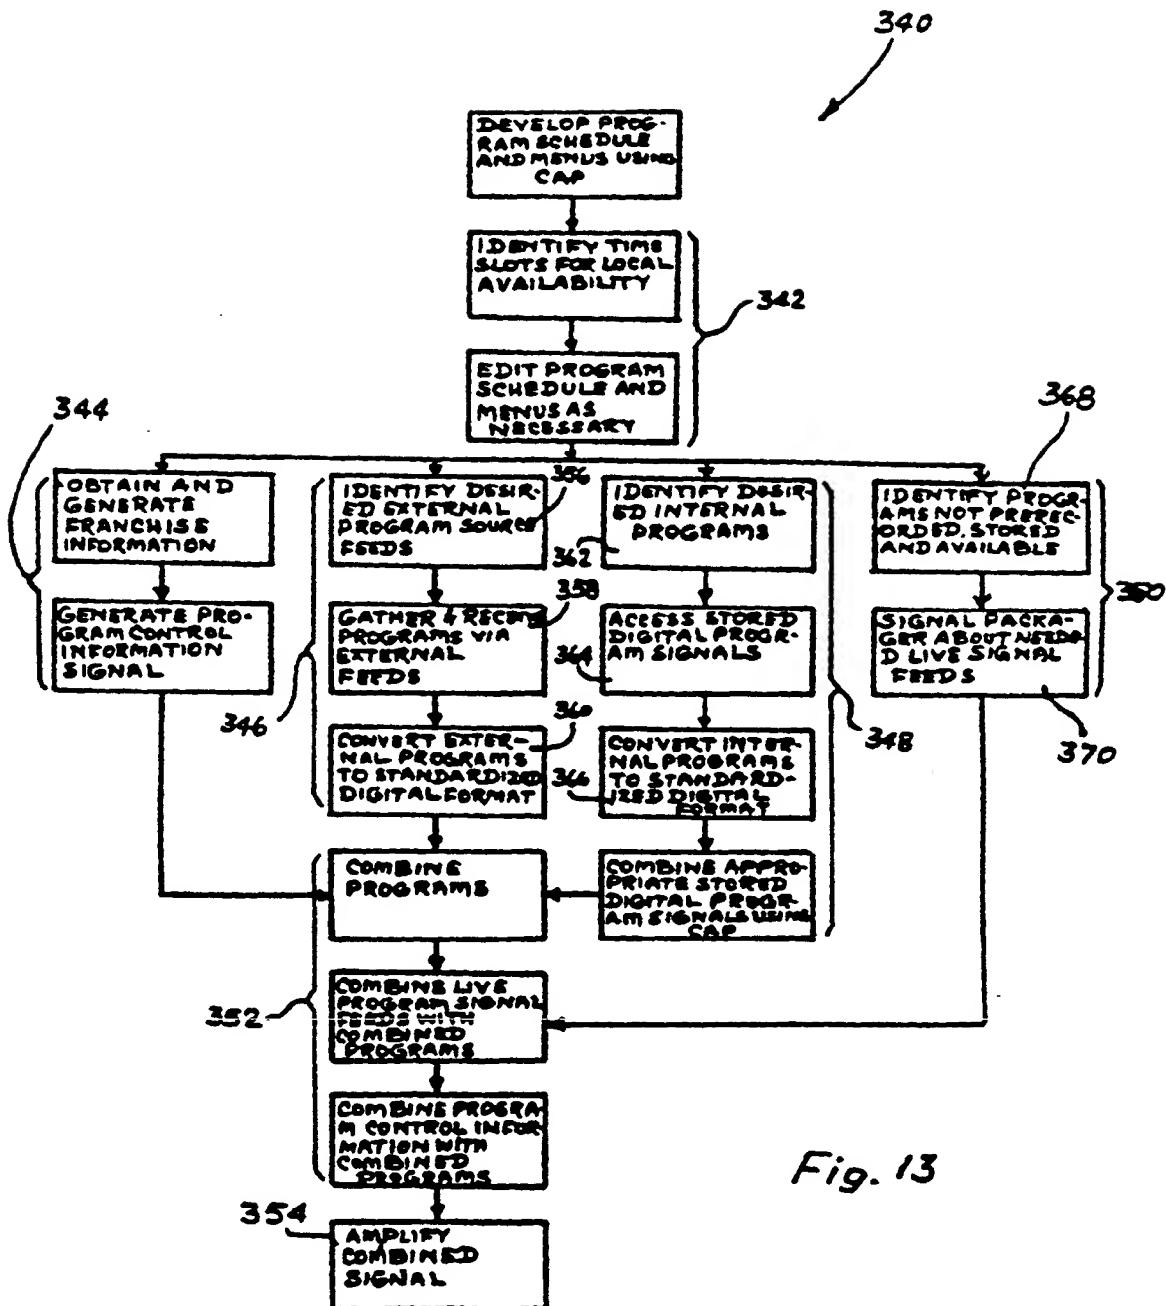 340
DEVELOP PROG-
RAM SCHEDULE
AND MENUS USING
CAP
IDENTIFY TIME
SLOTS FOR LOCAL
AVAILABILITY
342
EDIT PROGRAM
SCHEDULE AND
MENUS AS
NECESSARY
344
OBTAIN AND
GENERATE
FRANCHISE
INFORMATION
GENERATE PRO-
GRAM CONTROL
INFORMATION
SIGNAL
346
IDENTIFY DESIR-
ED EXTERNAL
PROGRAM SOURCE
FEEDS
356
GATHER & RECEIVE
PROGRAMS VIA
EXTERNAL
FEEDS
358
CONVERT EXTER-
NAL PROGRAMS
TO STANDARDIZED
DIGITAL FORMAT
360
IDENTIFY DESIR-
ED INTERNAL
PROGRAMS
362
ACCESS STORED
DIGITAL PROGR-
AM SIGNALS
364
CONVERT INTER-
NAL PROGRAMS
TO STANDARD-
IZED DIGITAL
FORMAT
366
COMBINE APPRO-
PRIATE STORED
DIGITAL PROGR-
AM SIGNALS USING
CAP
348
368
IDENTIFY PROGR-
AMS NOT PREREC-
ORDED, STORED
AND AVAILABLE
SIGNAL PACKA-
GER ABOUT NEEDE-
D LIVE SIGNAL
FEEDS
350
370
COMBINE
PROGRAMS
COMBINE LIVE
PROGRAM SIGNAL
FEEDS WITH
COMBINED
PROGRAMS
352
COMBINE PROGRA-
M CONTROL INFOR-
MATION WITH
COMBINED
PROGRAMS
354
AMPLIFY
COMBINED
SIGNAL
Fig. 13